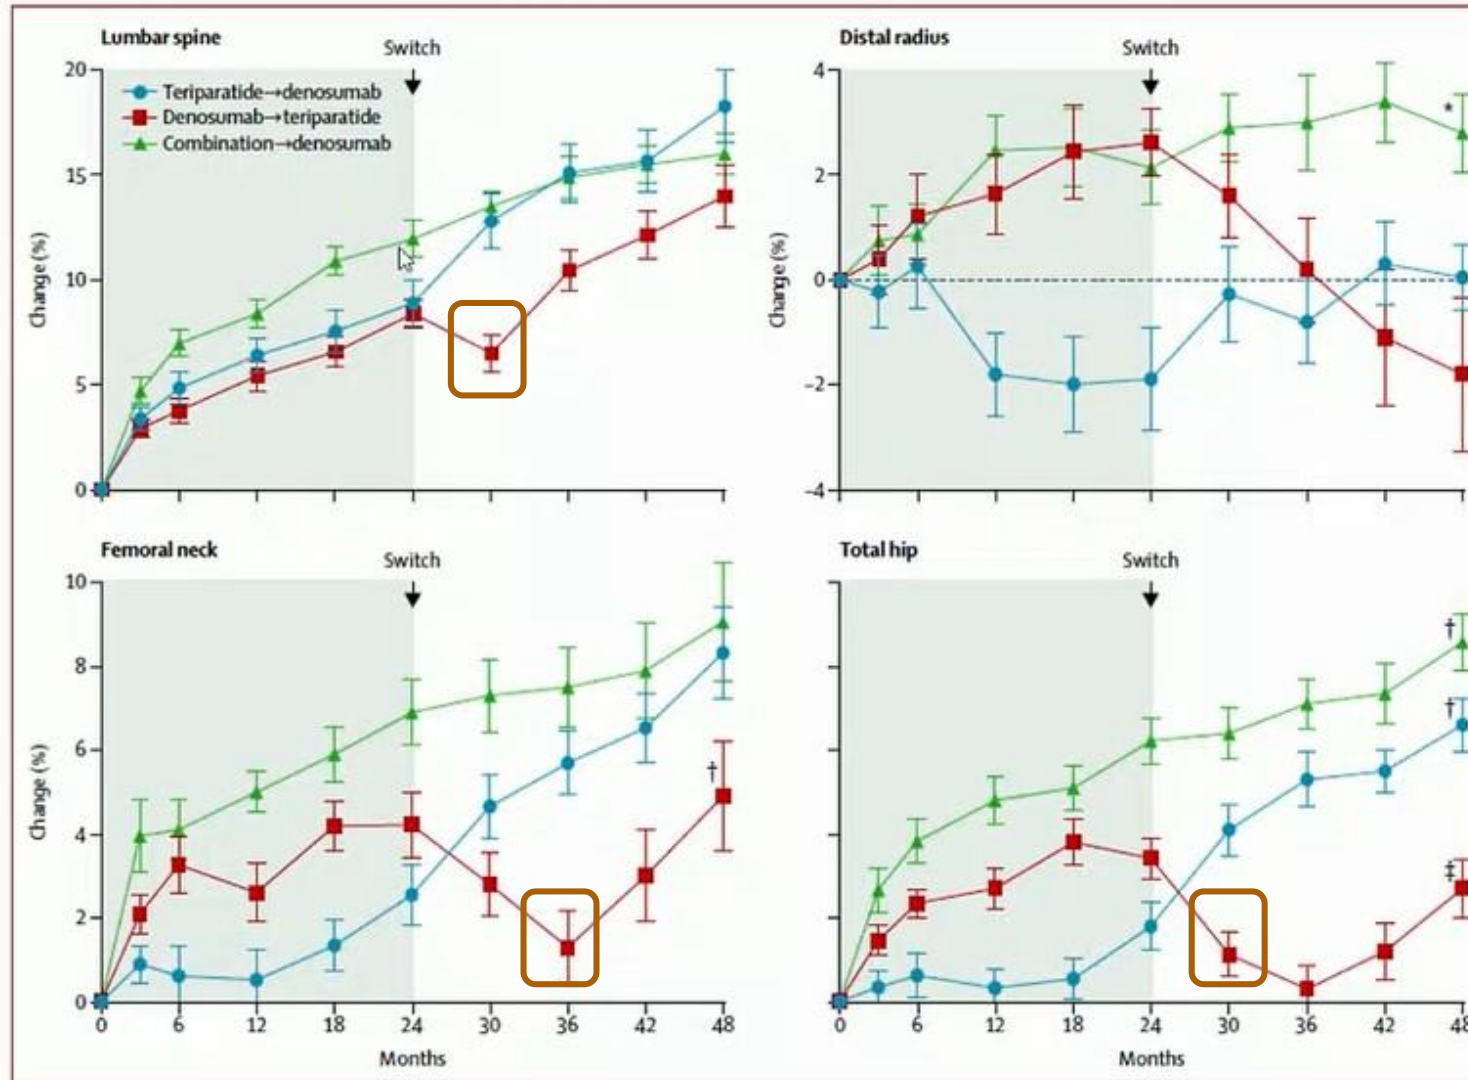 Lumbar spine
Switch
20
15
10
5
0
Change (%)
Teriparatide→denosumab
Denosumab→teriparatide
Combination→denosumab
Distal radius
Switch
4
2
0
−2
−4
Change (%)
*
Femoral neck
Switch
10
8
6
4
2
0
Change (%)
†
0 6 12 18 24 30 36 42 48
Months
Total hip
Switch
†
†
‡
0 6 12 18 24 30 36 42 48
Months